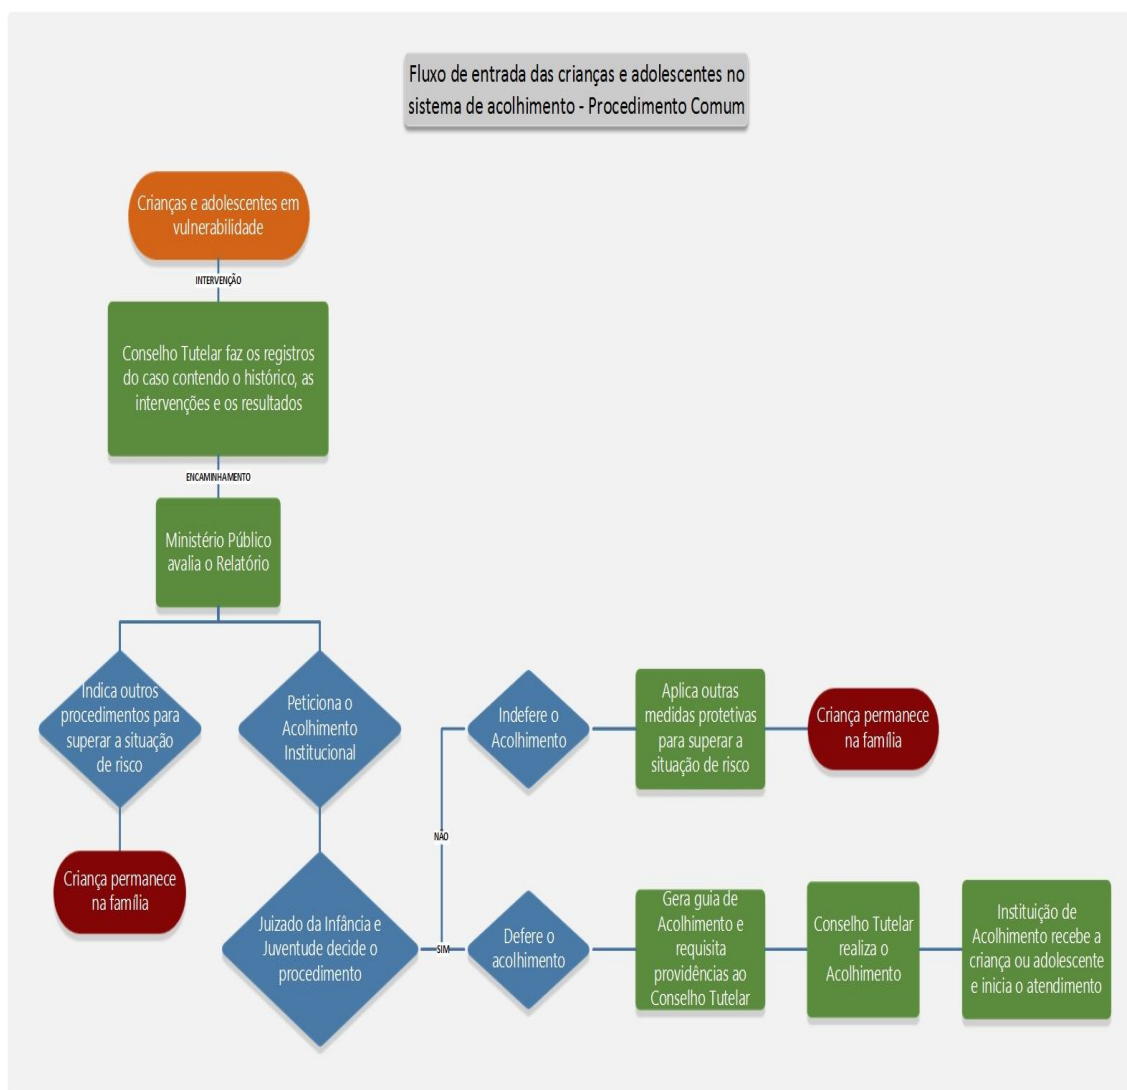 Fluxo de entrada das crianças e adolescentes no
sistema de acolhimento - Procedimento Comum
Crianças e adolescentes em
vulnerabilidade
INTERVENÇÃO
Conselho Tutelar faz os registros
do caso contendo o histórico, as
intervenções e os resultados
ENCAMINHAMENTO
Ministério Público
avalia o Relatório
Indica outros
procedimentos para
superar a situação
de risco
Peticiona o
Acolhimento
Institucional
Indefere o
Acolhimento
Aplica outras
medidas protetivas
para superar a
situação de risco
Criança permanece
na família
NÃO
Criança permanece
na família
Juizado da Infância e
Juventude decide o
procedimento
SIM
Defere o
acolhimento
Gera guia de
Acolhimento e
requisita
providências ao
Conselho Tutelar
Conselho Tutelar
realiza o
Acolhimento
Instituição de
Acolhimento recebe a
criança ou adolescente
e inicia o atendimento